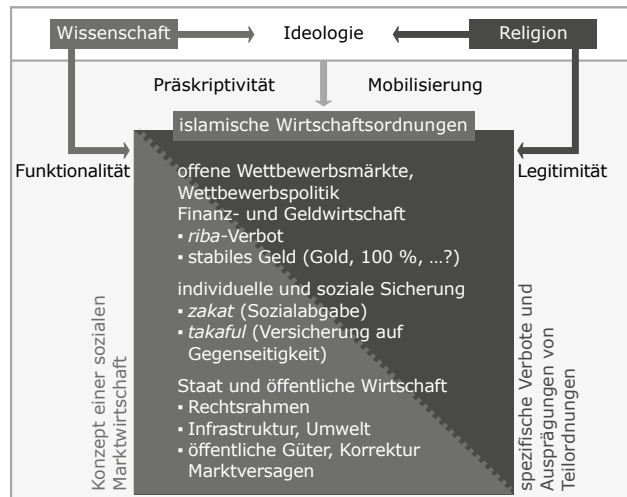 Wissenschaft
Ideologie
Religion
Präskriptivität
Mobilisierung
islamische Wirtschaftsordnungen
Funktionalität
Legitimität
offene Wettbewerbsmärkte,
Wettbewerbspolitik
Finanz- und Geldwirtschaft
▪ riba-Verbot
▪ stabiles Geld (Gold, 100 %, …?)
individuelle und soziale Sicherung
▪ zakat (Sozialabgabe)
▪ takaful (Versicherung auf
Gegenseitigkeit)
Staat und öffentliche Wirtschaft
▪ Rechtsrahmen
▪ Infrastruktur, Umwelt
▪ öffentliche Güter, Korrektur
Marktversagen
Konzept einer sozialen
Marktwirtschaft
spezifische Verbote und
Ausprägungen von
Teilordnungen